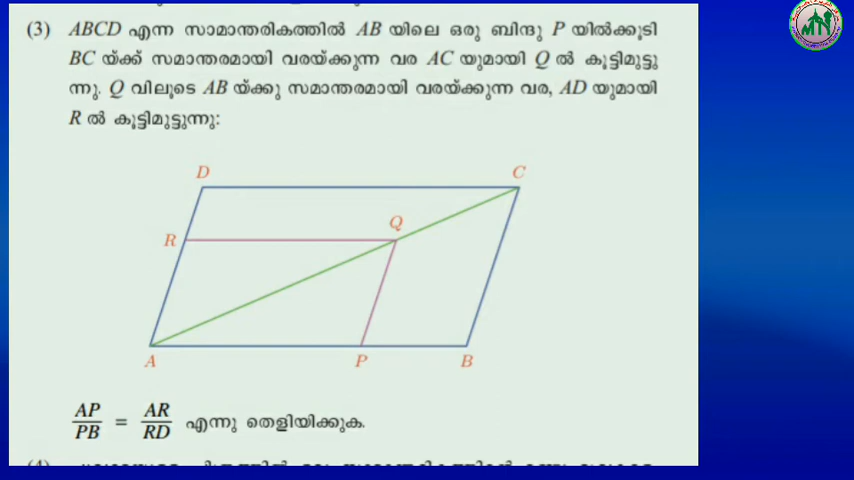 (3) ABCD എന്ന സാമാന്തരികത്തിൽ AB യിലെ ഒരു ബിന്ദു P യിൽക്കൂടി
BC യ്ക്ക് സമാന്തരമായി വരയ്ക്കുന്ന വര AC യുമായി Q ൽ കൂട്ടിമുട്ടു
ന്നു. Q വിലൂടെ AB യ്ക്കു സമാന്തരമായി വരയ്ക്കുന്ന വര, AD യുമായി
R ൽ കൂട്ടിമുട്ടുന്നു:
D C
Q
R
A P B
AP/PB = AR/RD എന്നു തെളിയിക്കുക.